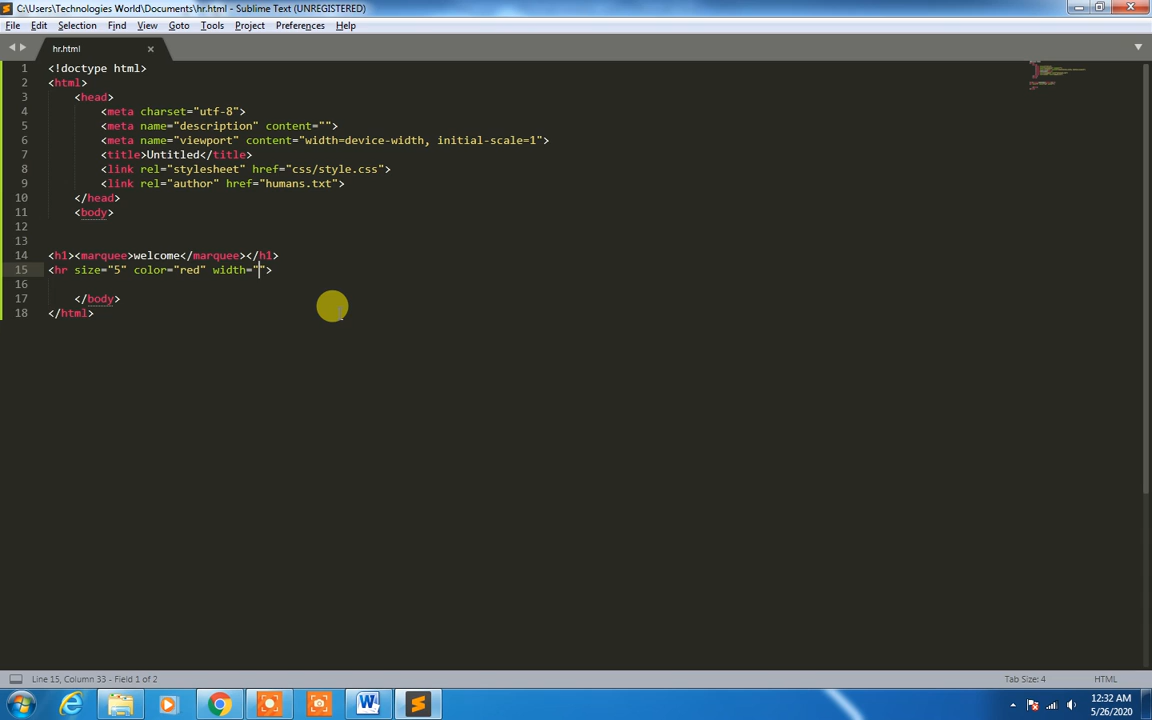 C:\Users\Technologies World\Documents\hr.html - Sublime Text (UNREGISTERED)
File Edit Selection Find View Goto Tools Project Preferences Help
hr.html
1 <!doctype html>
2 <html>
3 <head>
4 <meta charset="utf-8">
5 <meta name="description" content="">
6 <meta name="viewport" content="width=device-width, initial-scale=1">
7 <title>Untitled</title>
8 <link rel="stylesheet" href="css/style.css">
9 <link rel="author" href="humans.txt">
10 </head>
11 <body>
12
13
14 <h1><marquee>welcome</marquee></h1>
15 <hr size="5" color="red" width="">
16
17 </body>
18 </html>
Line 15, Column 33 - Field 1 of 2 Tab Size: 4 HTML
12:32 AM
5/26/2020